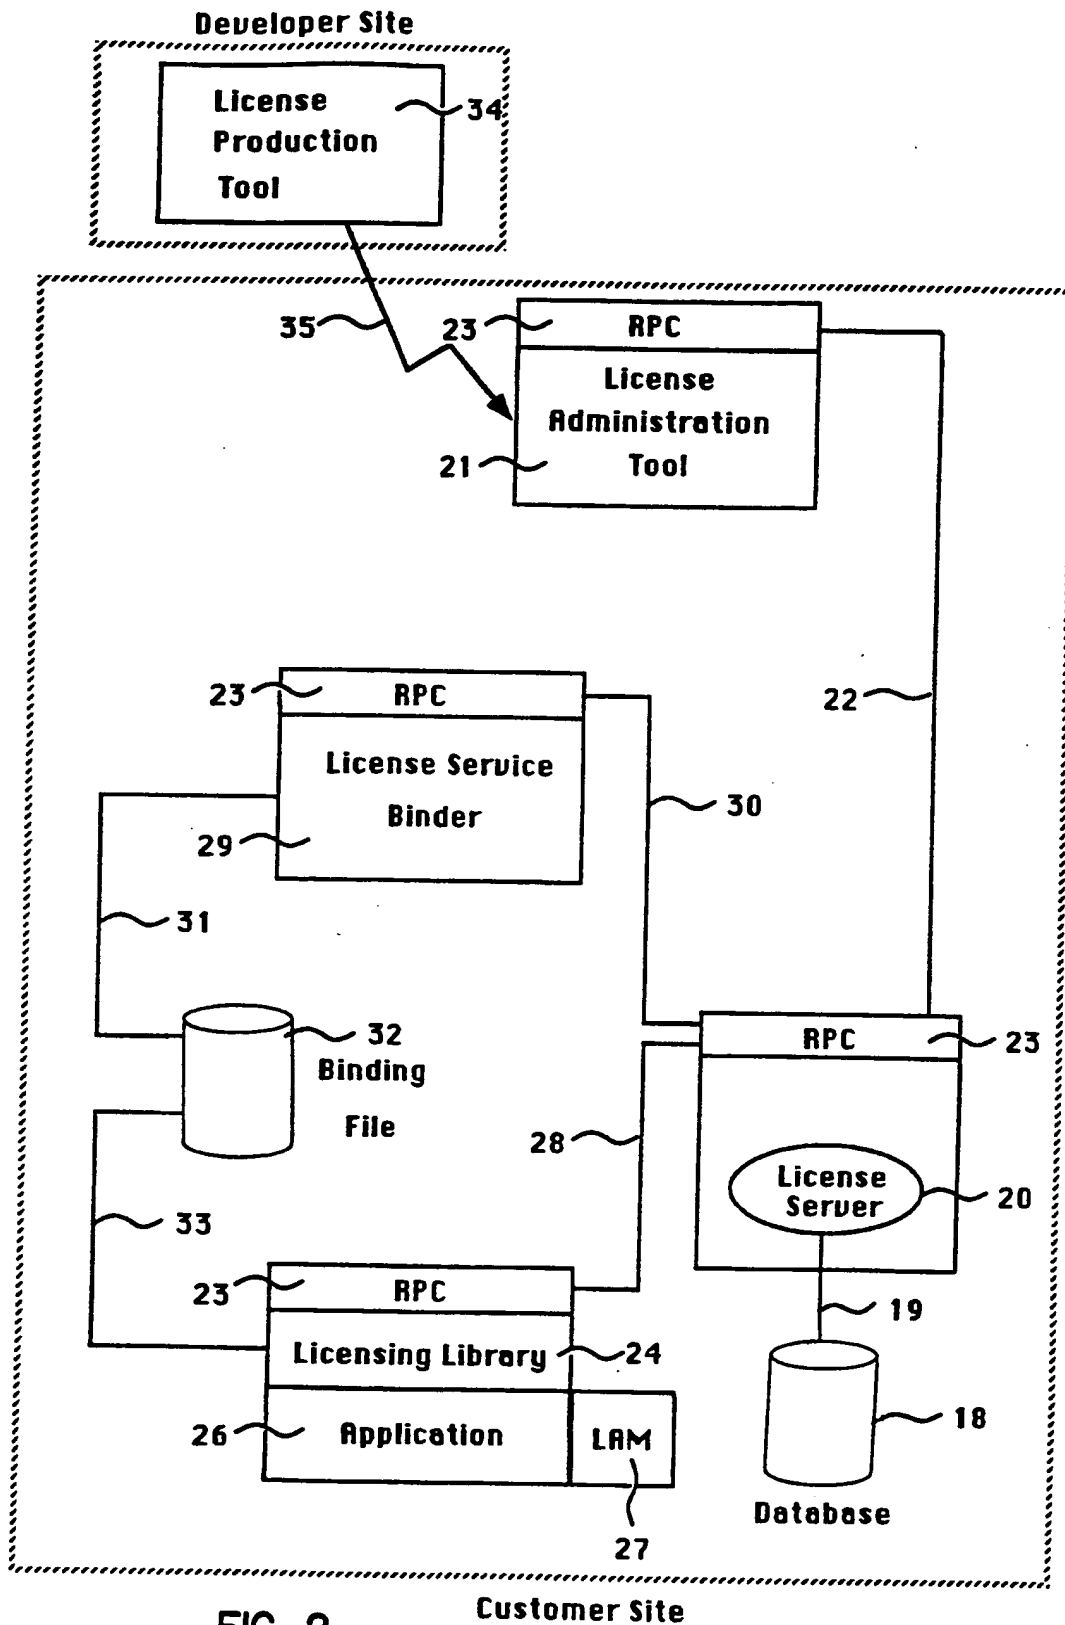 Developer Site
License
Production
Tool
34
35
23
RPC
License
Administration
Tool
21
22
23
RPC
License Service
Binder
29
30
31
32
Binding
File
33
RPC
23
28
License
Server
20
19
23
RPC
Licensing Library
24
26
Application
LAM
27
18
Database
Customer Site
FIG.